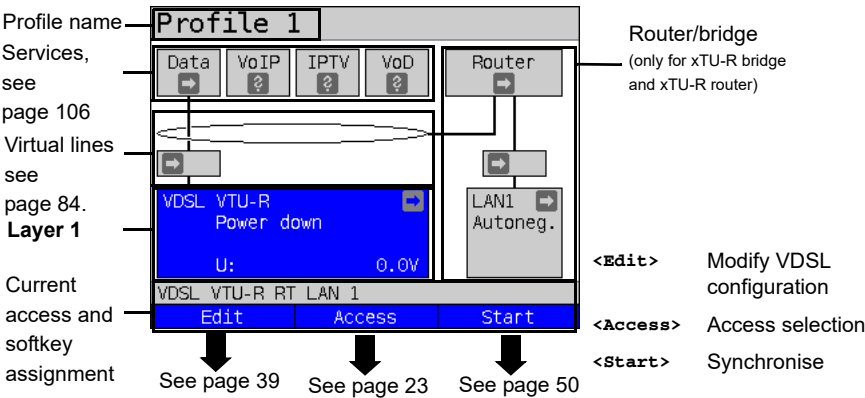 Profile name
Services,
see
page 106
Virtual lines
see
page 84.
Layer 1
Current
access and
softkey
assignment
Profile 1
Data
VoIP
IPTV
VoD
Router
VDSL VTU-R
Power down
U: 0.0V
LAN1
Autoneg.
VDSL VTU-R RT LAN 1
Edit Access Start
See page 39
See page 23
See page 50
Router/bridge
(only for xTU-R bridge
and xTU-R router)
<Edit> Modify VDSL
configuration
<Access> Access selection
<Start> Synchronise